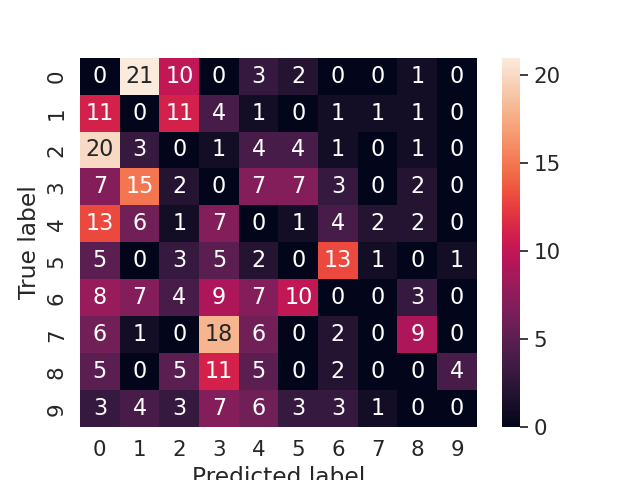 0 0 21 10 0 3 2 0 0 1 0
1 11 0 11 4 1 0 1 1 1 0
2 20 3 0 1 4 4 1 0 1 0
3 7 15 2 0 7 7 3 0 2 0
4 13 6 1 7 0 1 4 2 2 0
5 5 0 3 5 2 0 13 1 0 1
6 8 7 4 9 7 10 0 0 3 0
7 6 1 0 18 6 0 2 0 9 0
8 5 0 5 11 5 0 2 0 0 4
9 3 4 3 7 6 3 3 1 0 0
0 1 2 3 4 5 6 7 8 9
Predicted label
True label
20
15
10
5
0